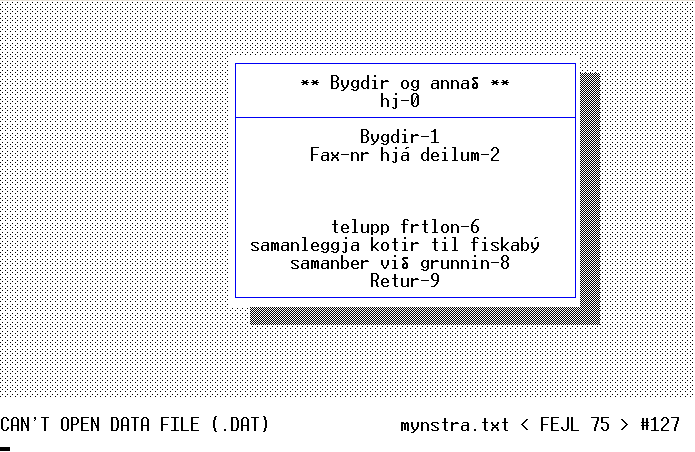 ** Bygdir og annað **
hj-0
Bygdir-1
Fax-nr hjá deilum-2
telupp frtlon-6
samanleggja kotir til fiskabý
samanber við grunnin-8
Retur-9
CAN'T OPEN DATA FILE (.DAT) mynstra.txt < FEJL 75 > #127